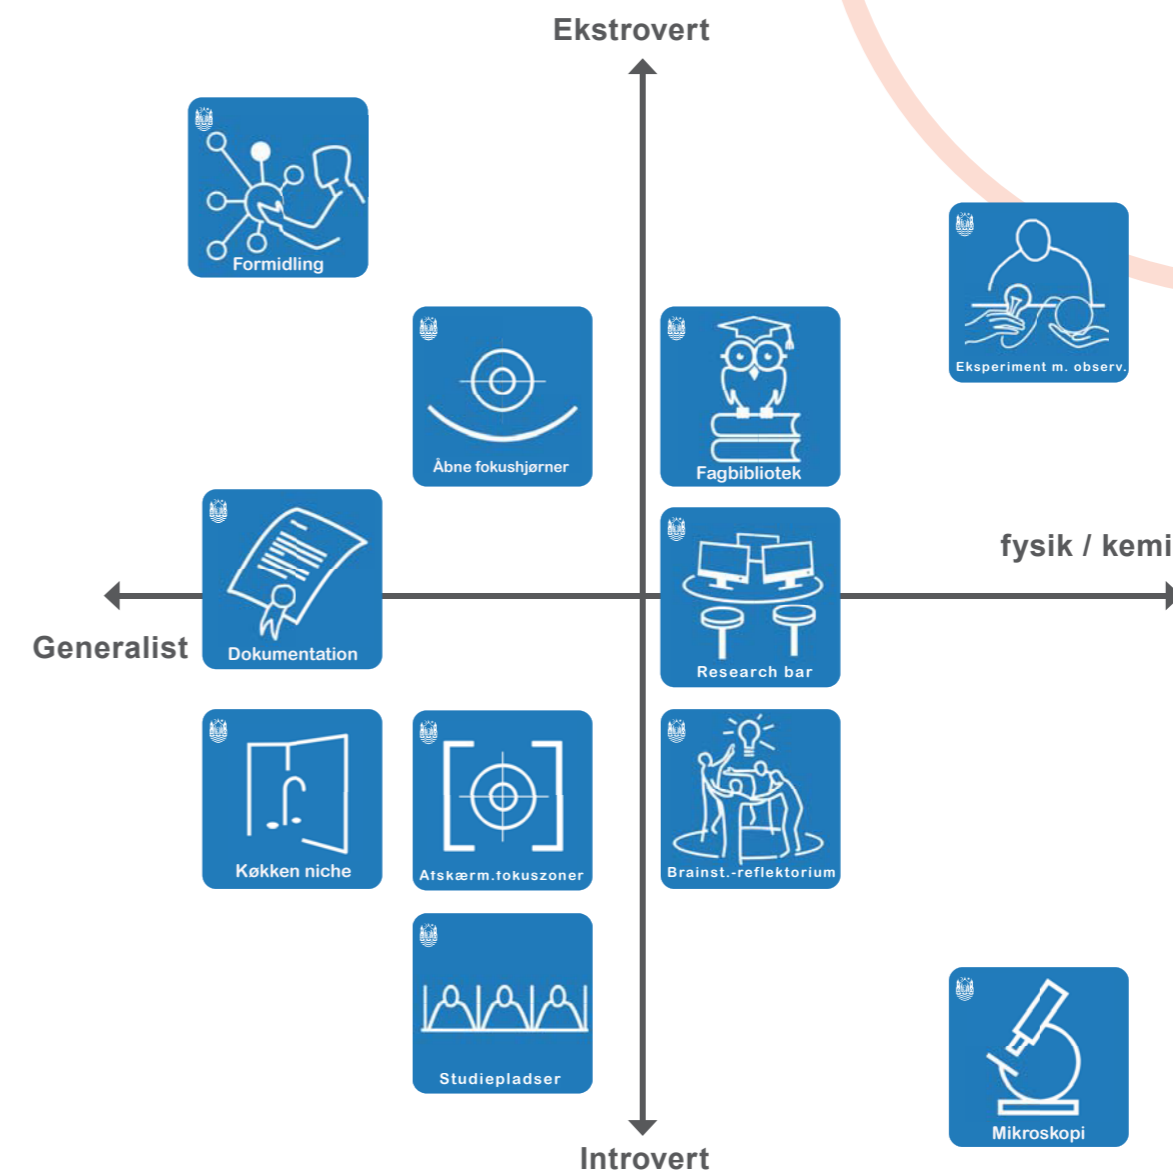 Ekstrovert
Formidling
Eksperiment m. observ.
Åbne fokushjørner
Fagbibliotek
fysik / kemi
Generalist
Dokumentation
Research bar
Køkken niche
Afskærm.fokuszoner
Brainst.-reflektorium
Studiepladser
Mikroskopi
Introvert